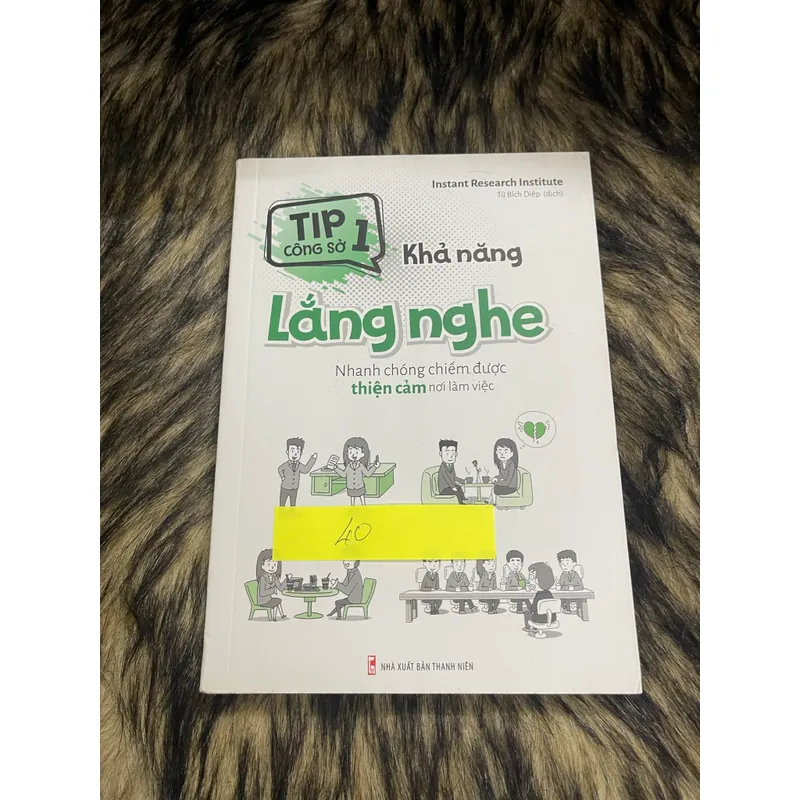 Instant Research Institute
Từ Bích Diệp (dịch)
TIP
CÔNG SỞ 1
Khả năng
Lắng nghe
Nhanh chóng chiếm được
thiện cảm nơi làm việc
40
NHÀ XUẤT BẢN THANH NIÊN